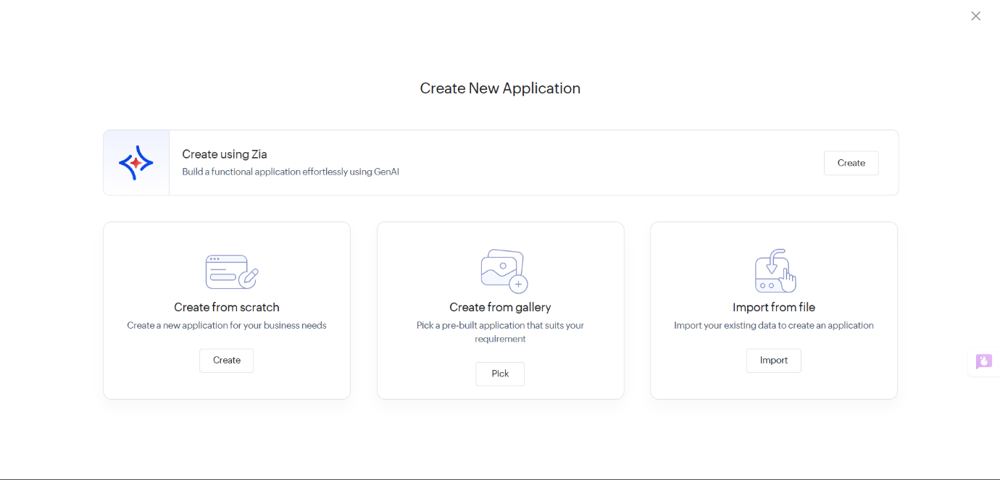 Create New Application
Create using Zia
Build a functional application effortlessly using GenAI
Create
Create from scratch
Create a new application for your business needs
Create
Create from gallery
Pick a pre-built application that suits your
requirement
Pick
Import from file
Import your existing data to create an application
Import